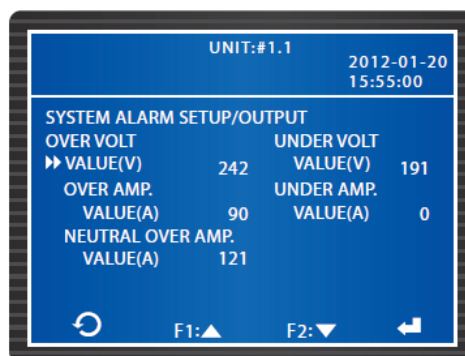 UNIT:#1.1
2012-01-20
15:55:00
SYSTEM ALARM SETUP/OUTPUT
OVER VOLT UNDER VOLT
VALUE(V) 242 VALUE(V) 191
OVER AMP. UNDER AMP.
VALUE(A) 90 VALUE(A) 0
NEUTRAL OVER AMP.
VALUE(A) 121
F1:▲ F2:▼